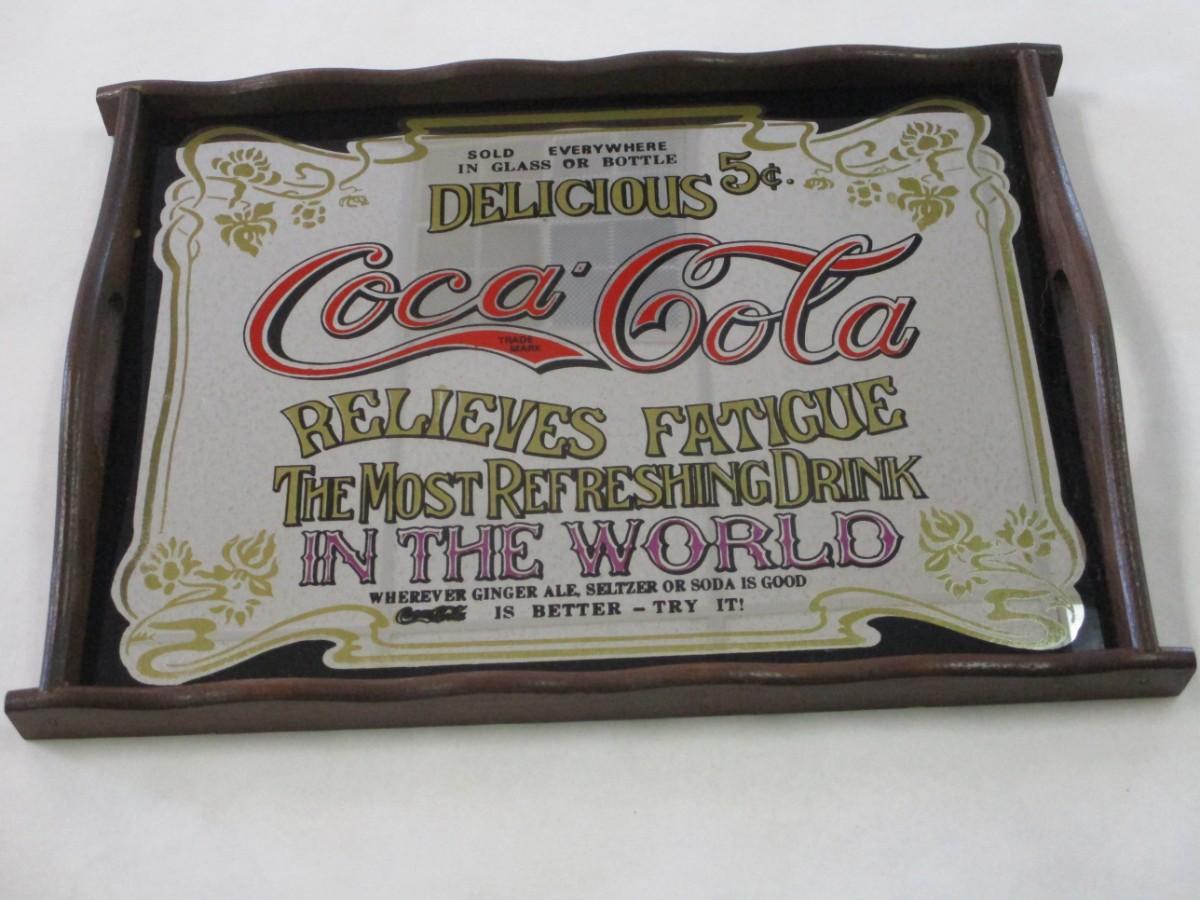 SOLD EVERYWHERE
IN GLASS OR BOTTLE
DELICIOUS 5¢.
Coca-Cola
TRADE
MARK
RELIEVES FATIGUE
THE MOST REFRESHING DRINK
IN THE WORLD
WHEREVER GINGER ALE, SELTZER OR SODA IS GOOD
Coca-Cola IS BETTER - TRY IT!